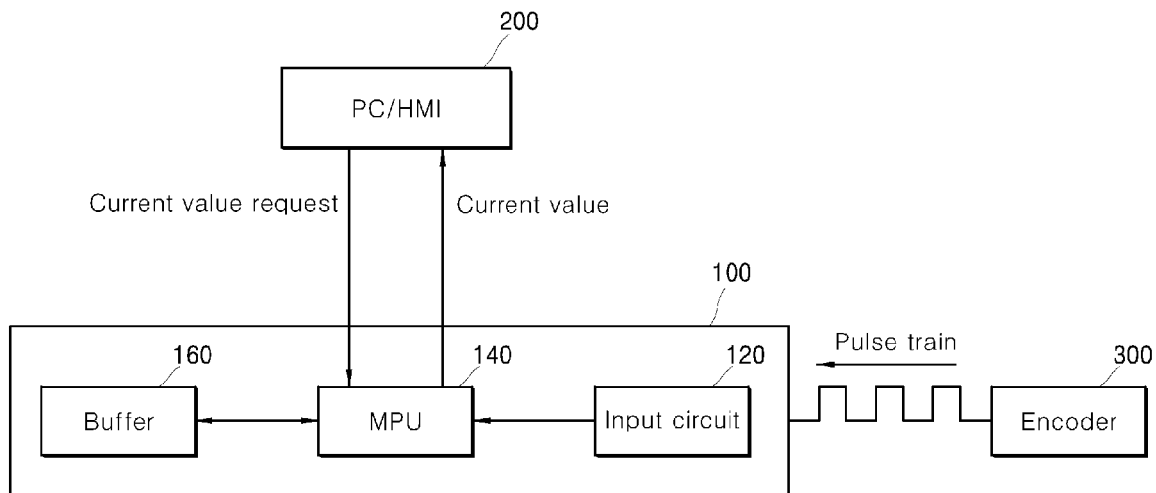 200
PC/HMI
Current value request
Current value
100
160
140
120
Pulse train
300
Buffer
MPU
Input circuit
Encoder